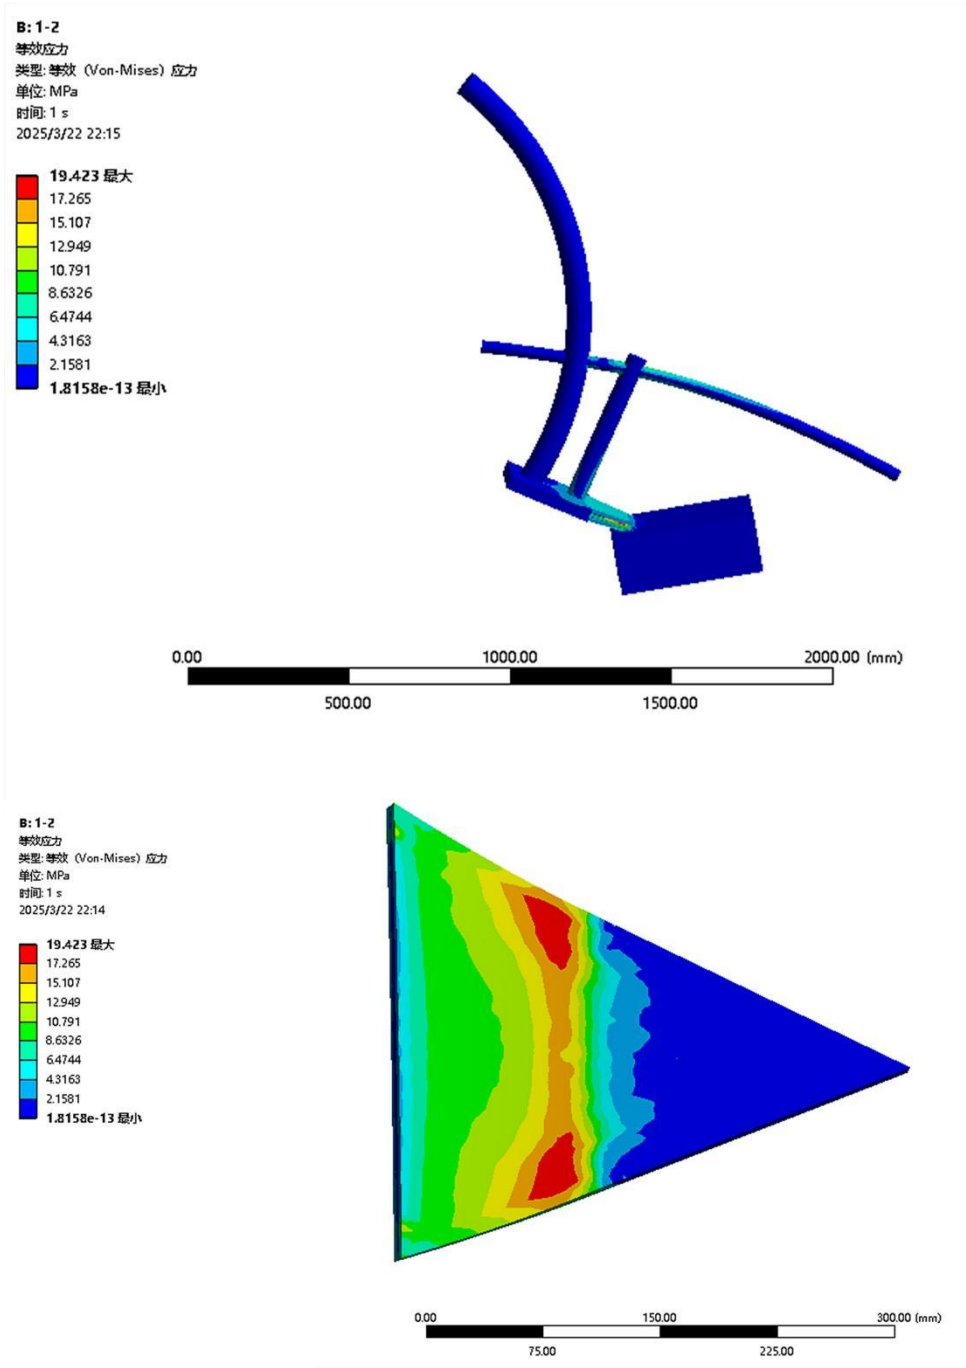 B: 1-2
等效应力
类型: 等效（Von-Mises）应力
单位: MPa
时间: 1 s
2025/3/22 22:15
19.423 最大
17.265
15.107
12.949
10.791
8.6326
6.4744
4.3163
2.1581
1.8158e-13 最小
0.00 1000.00 2000.00 (mm)
500.00 1500.00
B: 1-2
等效应力
类型: 等效（Von-Mises）应力
单位: MPa
时间: 1 s
2025/3/22 22:14
19.423 最大
17.265
15.107
12.949
10.791
8.6326
6.4744
4.3163
2.1581
1.8158e-13 最小
0.00 150.00 300.00 (mm)
75.00 225.00